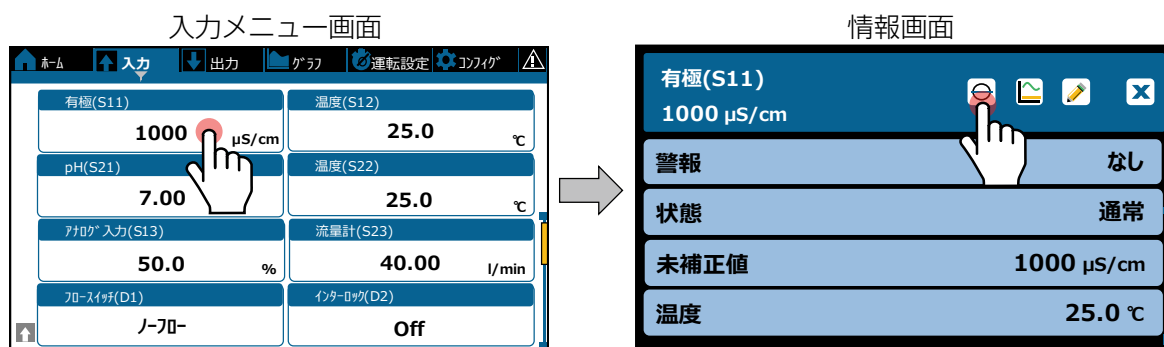 入力メニュー画面
情報画面
ﾎｰﾑ 入力 出力 ｸﾞﾗﾌ 運転設定 ｺﾝﾌｨｸﾞ
有極(S11) 温度(S12)
1000 µS/cm 25.0 ℃
pH(S21) 温度(S22)
7.00 25.0 ℃
ｱﾅﾛｸﾞ入力(S13) 流量計(S23)
50.0 % 40.00 l/min
ﾌﾛｰｽｲｯﾁ(D1) ｲﾝﾀｰﾛｯｸ(D2)
ﾉｰﾌﾛｰ Off
有極(S11)
1000 µS/cm
警報 なし
状態 通常
未補正値 1000 µS/cm
温度 25.0 ℃